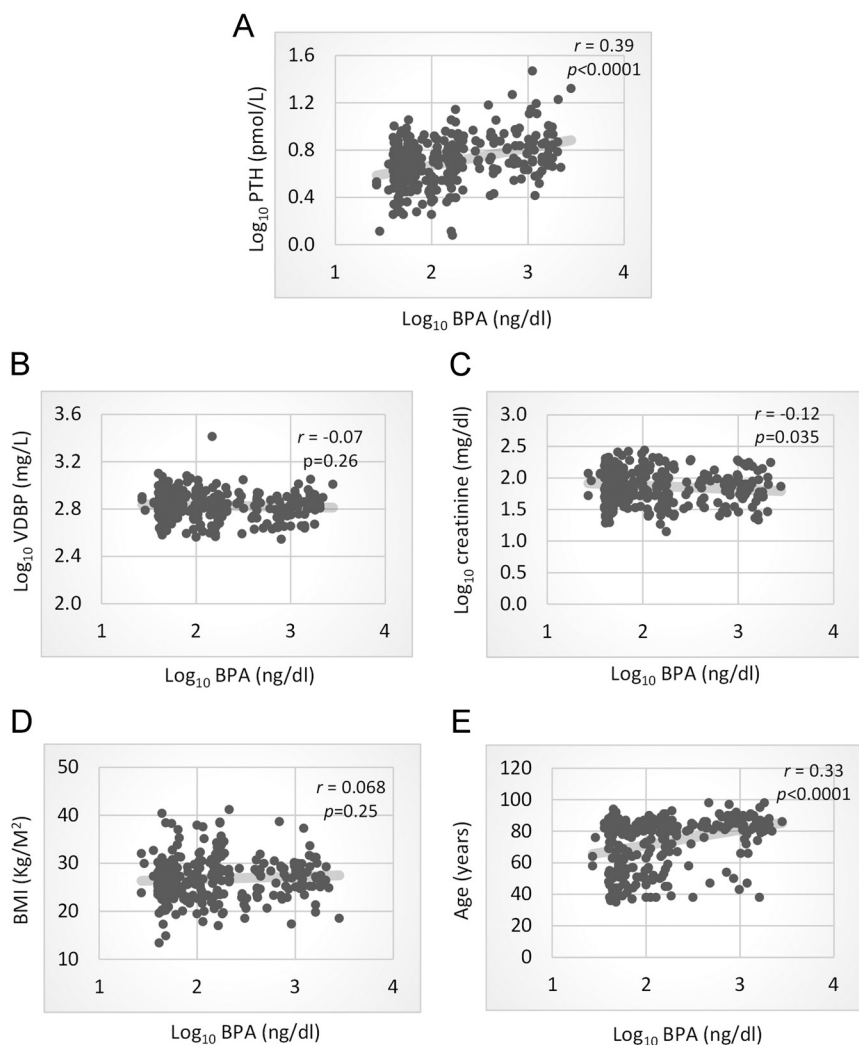 A
r = 0.39
p<0.0001
1.6
1.2
0.8
0.4
0.0
Log₁₀ PTH (pmol/L)
1 2 3 4
Log₁₀ BPA (ng/dl)
B
r = -0.07
p=0.26
3.6
3.2
2.8
2.4
2.0
Log₁₀ VDBP (mg/L)
1 2 3 4
Log₁₀ BPA (ng/dl)
C
r = -0.12
p=0.035
3.0
2.5
2.0
1.5
1.0
0.5
0.0
Log₁₀ creatinine (mg/dl)
1 2 3 4
Log₁₀ BPA (ng/dl)
D
r = 0.068
p=0.25
50
40
30
20
10
BMI (Kg/M²)
1 2 3 4
Log₁₀ BPA (ng/dl)
E
r = 0.33
p<0.0001
120
100
80
60
40
20
0
Age (years)
1 2 3 4
Log₁₀ BPA (ng/dl)